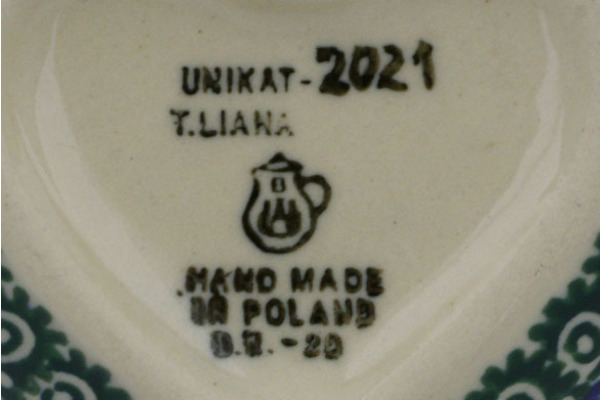 UNIKAT-2021
T.LIANA
B
HAND MADE
IN POLAND